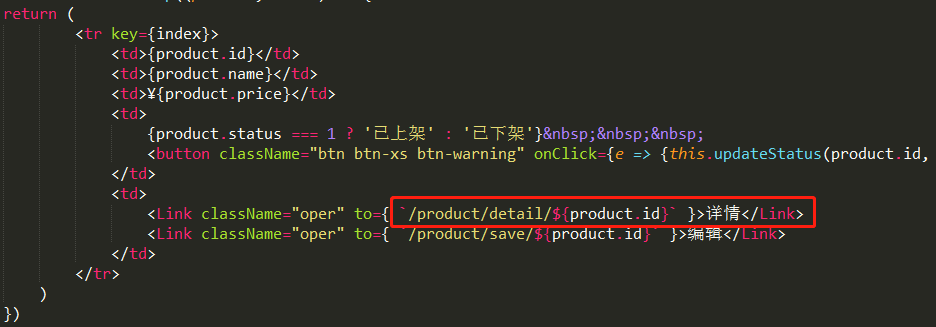 return (
<tr key={index}>
<td>{product.id}</td>
<td>{product.name}</td>
<td>¥{product.price}</td>
<td>
{product.status === 1 ? '已上架' : '已下架'}&nbsp;&nbsp;&nbsp;
<button className="btn btn-xs btn-warning" onClick={e => {this.updateStatus(product.id,
</td>
<td>
<Link className="oper" to={ `/product/detail/${product.id}` }>详情</Link>
<Link className="oper" to={ `/product/save/${product.id}` }>编辑</Link>
</td>
</tr>
)
})